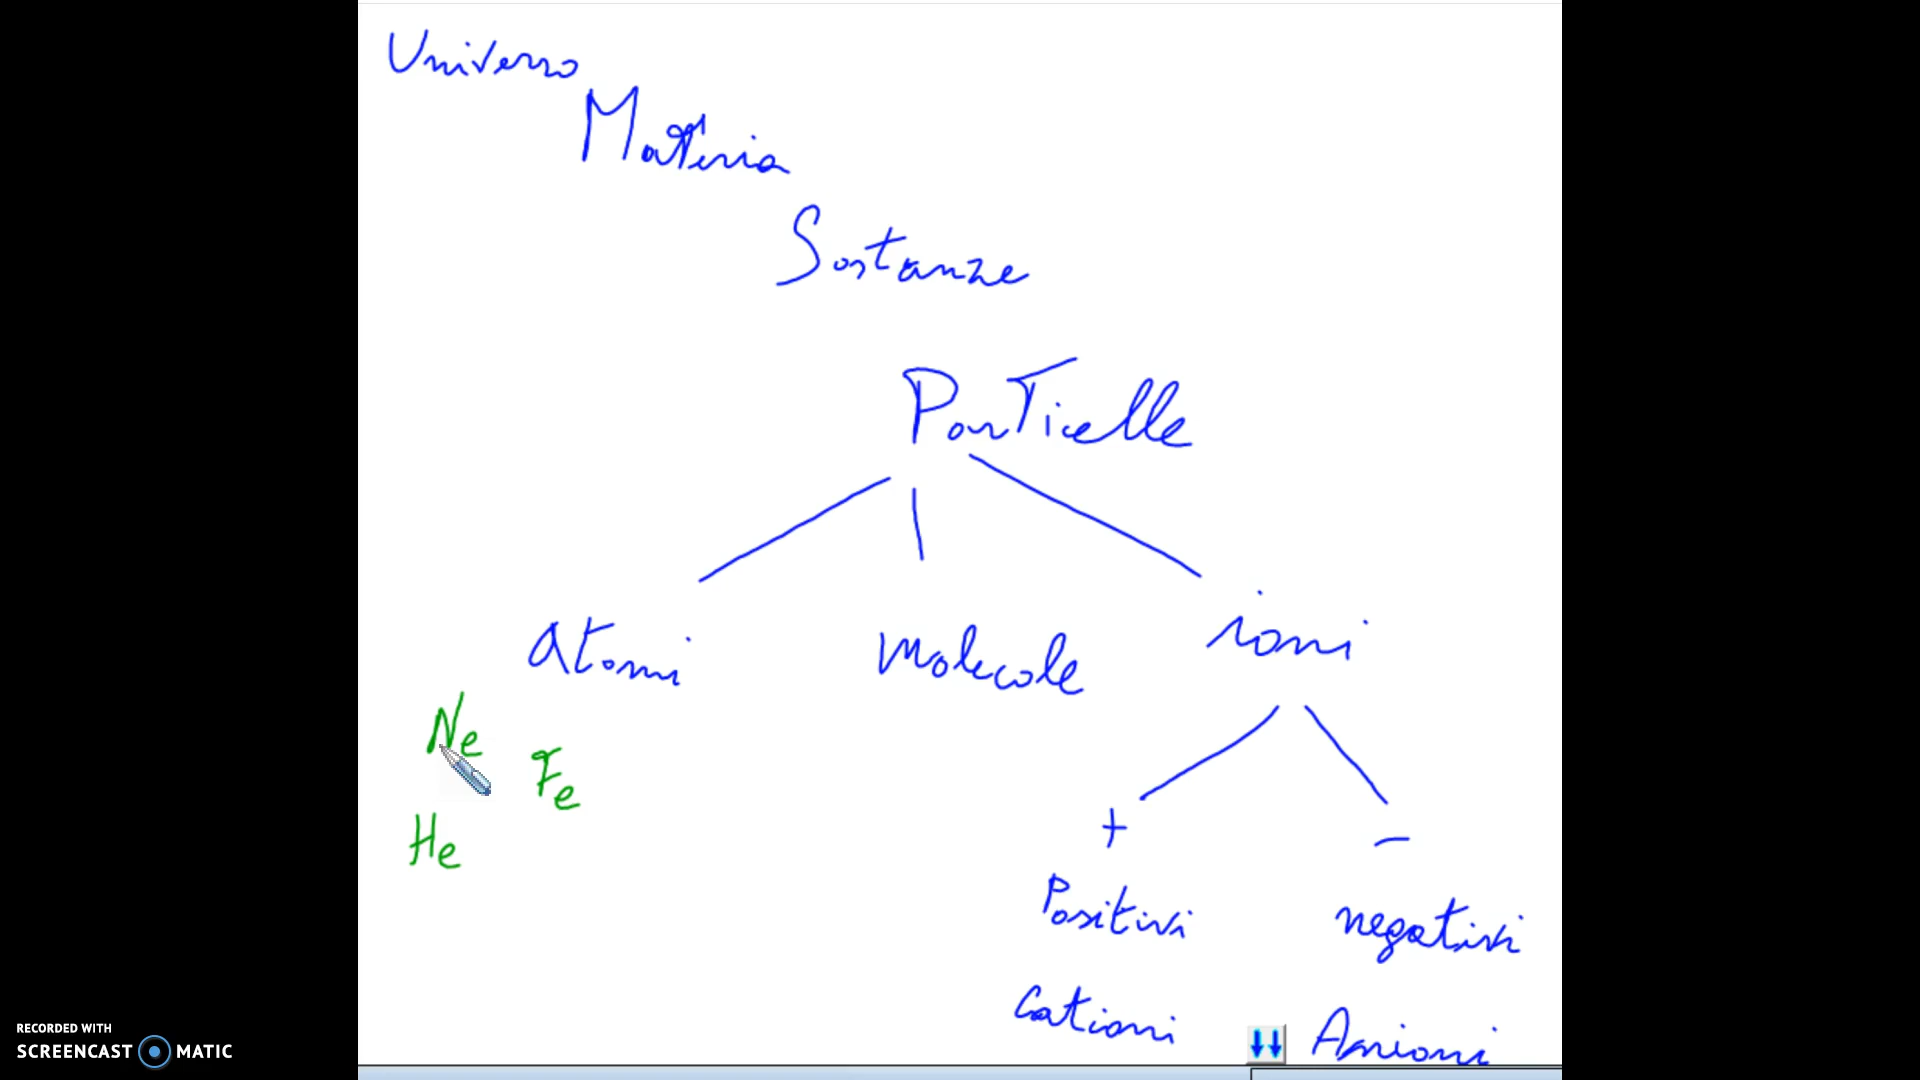 Universo
Materia
Sostanze
Particelle
atomi molecole ioni
Ne Fe
He
+ -
Positivi negativi
Cationi Anioni
RECORDED WITH
SCREENCAST MATIC